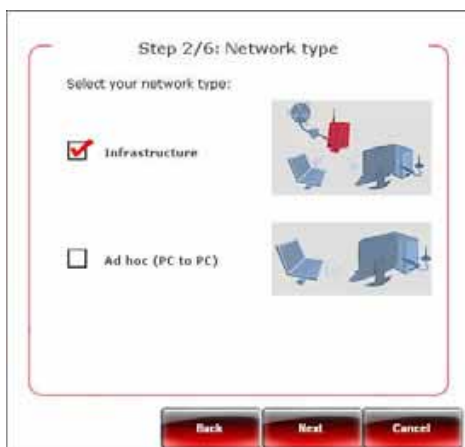 Step 2/6: Network type
Select your network type:
Infrastructure
Ad hoc (PC to PC)
Back
Next
Cancel